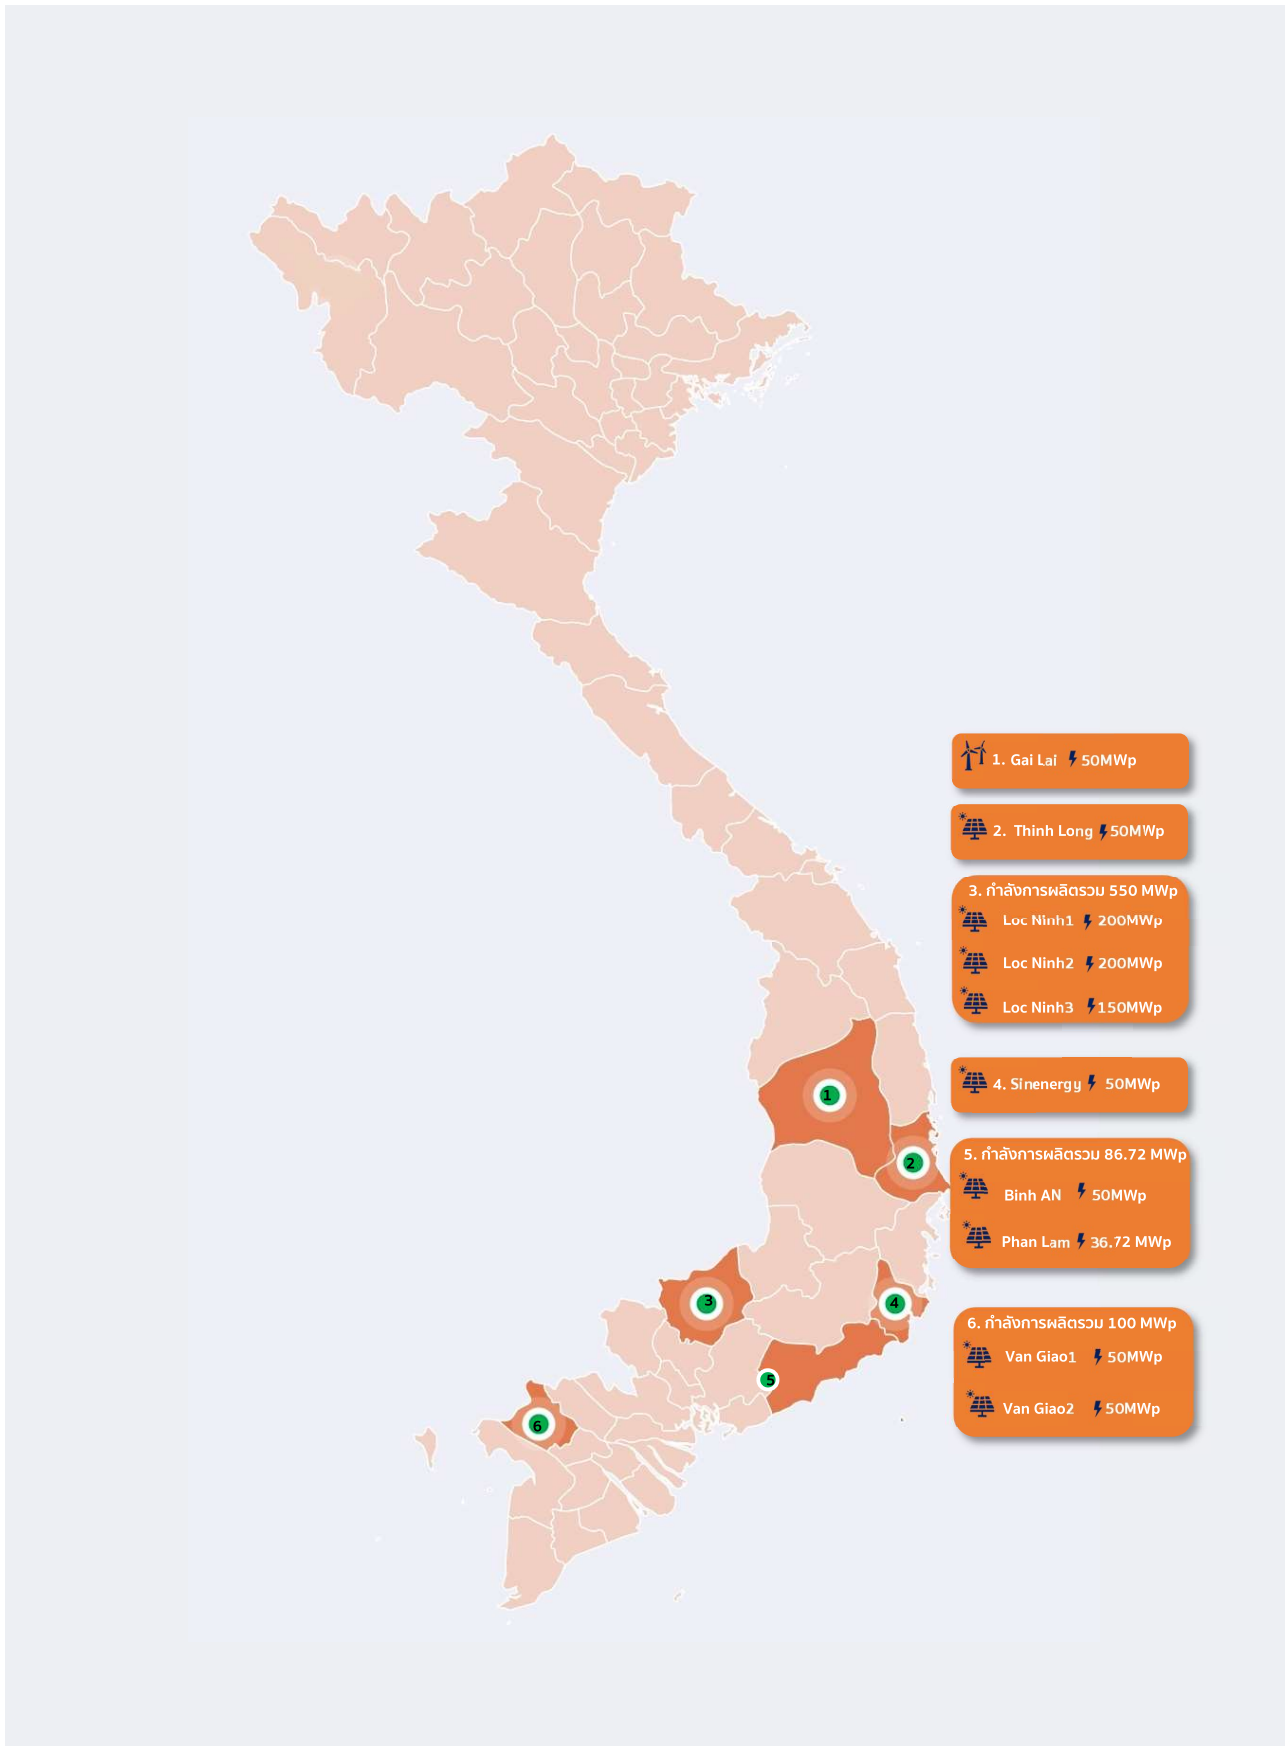 1. Gai Lai 50MWp
2. Thinh Long 50MWp
3. กำลังการผลิตรวม 550 MWp
Loc Ninh1 200MWp
Loc Ninh2 200MWp
Loc Ninh3 150MWp
1
4. Sinenergy 50MWp
2
5. กำลังการผลิตรวม 86.72 MWp
Binh AN 50MWp
Phan Lam 36.72 MWp
3
4
6. กำลังการผลิตรวม 100 MWp
Van Giao1 50MWp
5
Van Giao2 50MWp
6